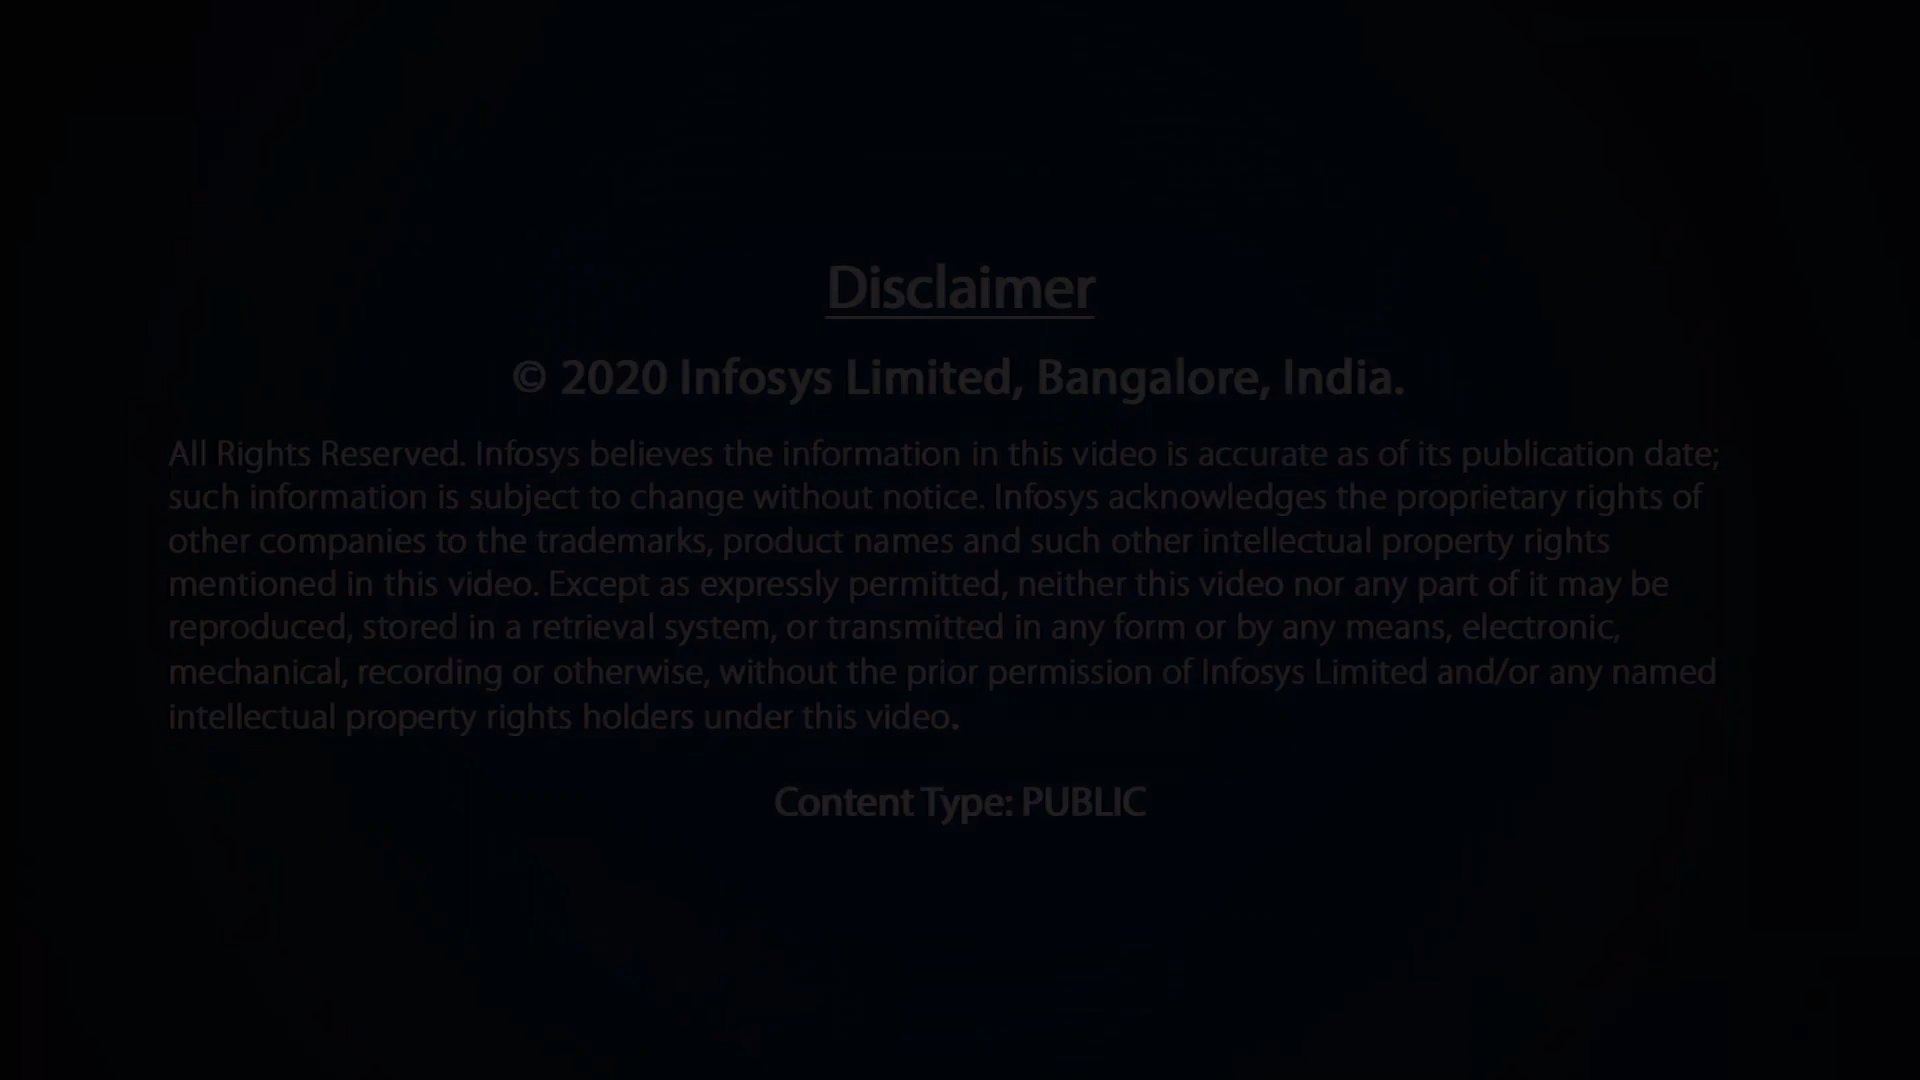 Disclaimer
© 2020 Infosys Limited, Bangalore, India.
All Rights Reserved. Infosys believes the information in this video is accurate as of its publication date;
such information is subject to change without notice. Infosys acknowledges the proprietary rights of
other companies to the trademarks, product names and such other intellectual property rights
mentioned in this video. Except as expressly permitted, neither this video nor any part of it may be
reproduced, stored in a retrieval system, or transmitted in any form or by any means, electronic,
mechanical, recording or otherwise, without the prior permission of Infosys Limited and/or any named
intellectual property rights holders under this video.
Content Type: PUBLIC